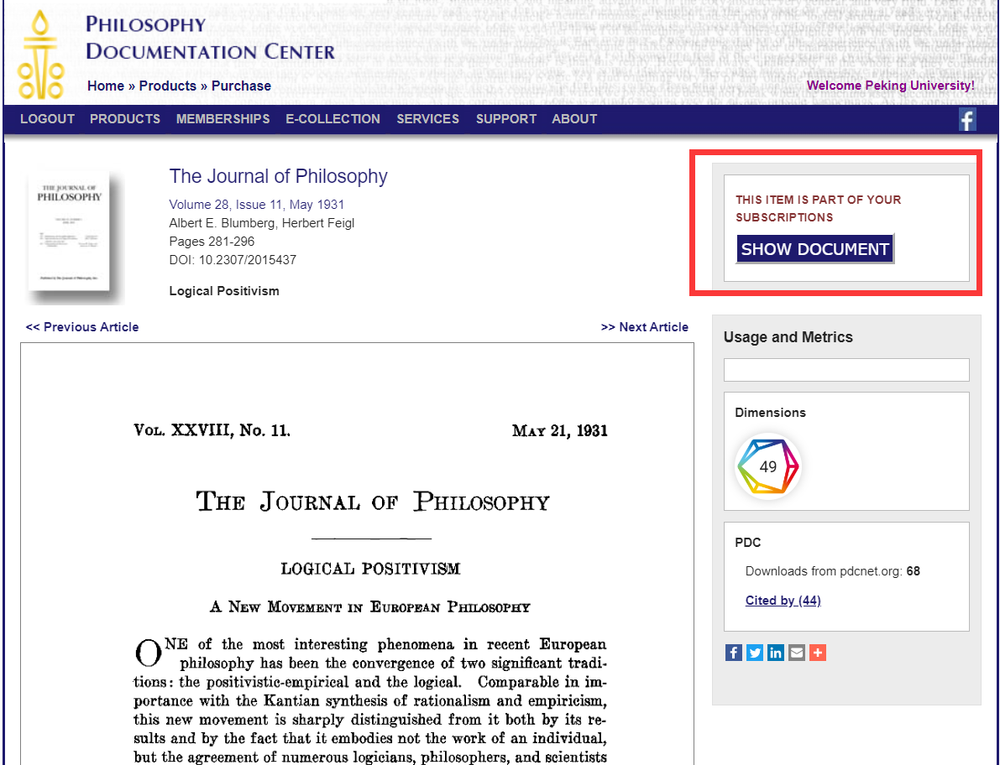 PHILOSOPHY
DOCUMENTATION CENTER
Home » Products » Purchase
Welcome Peking University!
LOGOUT PRODUCTS MEMBERSHIPS E-COLLECTION SERVICES SUPPORT ABOUT
THE JOURNAL OF
PHILOSOPHY
The Journal of Philosophy
Volume 28, Issue 11, May 1931
Albert E. Blumberg, Herbert Feigl
Pages 281-296
DOI: 10.2307/2015437
Logical Positivism
THIS ITEM IS PART OF YOUR
SUBSCRIPTIONS
SHOW DOCUMENT
<< Previous Article
>> Next Article
VOL. XXVIII, No. 11.
MAY 21, 1931
THE JOURNAL OF PHILOSOPHY
LOGICAL POSITIVISM
A NEW MOVEMENT IN EUROPEAN PHILOSOPHY
ONE of the most interesting phenomena in recent European
philosophy has been the convergence of two significant tradi-
tions: the positivistic-empirical and the logical. Comparable in im-
portance with the Kantian synthesis of rationalism and empiricism,
this new movement is sharply distinguished from it both by its re-
sults and by the fact that it embodies not the work of an individual,
but the agreement of numerous logicians, philosophers, and scientists
Usage and Metrics
Dimensions
49
PDC
Downloads from pdcnet.org: 68
Cited by (44)